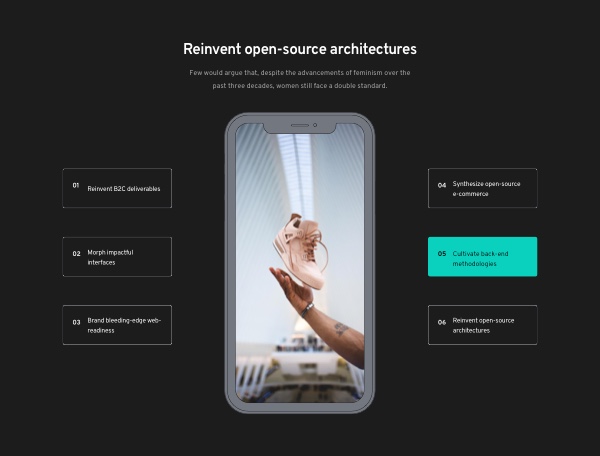 Reinvent open-source architectures
Few would argue that, despite the advancements of feminism over the
past three decades, women still face a double standard.
01
Reinvent B2C deliverables
02
Morph impactful
interfaces
03
Brand bleeding-edge web-
readiness
04
Synthesize open-source
e-commerce
05
Cultivate back-end
methodologies
06
Reinvent open-source
architectures